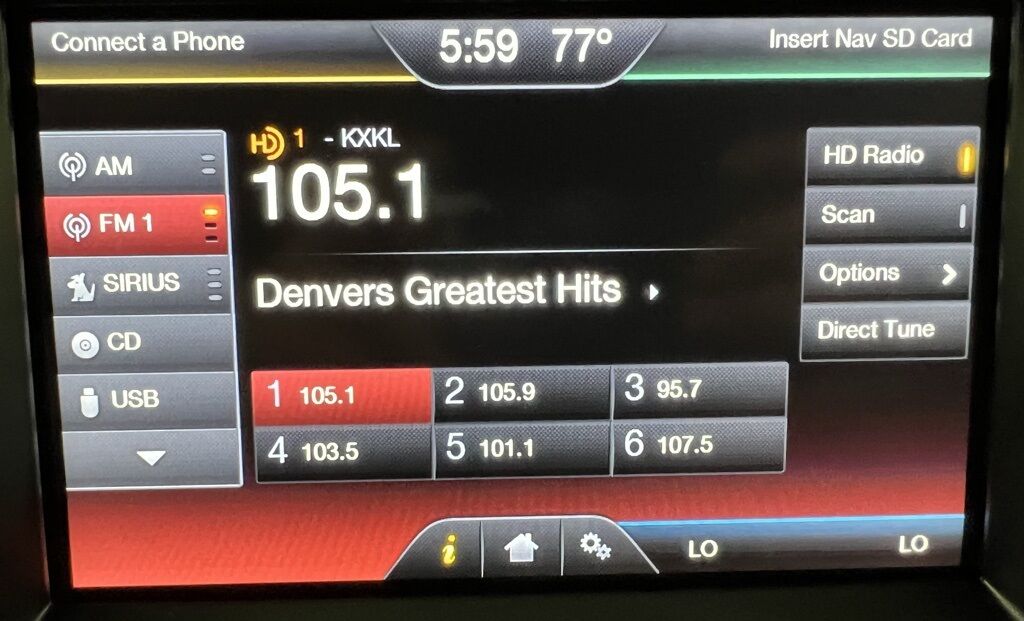 Connect a Phone
5:59 77°
Insert Nav SD Card
AM
FM 1
SIRIUS
CD
USB
HD 1 - KXKL
105.1
Denvers Greatest Hits
1 105.1
2 105.9
3 95.7
4 103.5
5 101.1
6 107.5
HD Radio
Scan
Options
Direct Tune
i
LO
LO